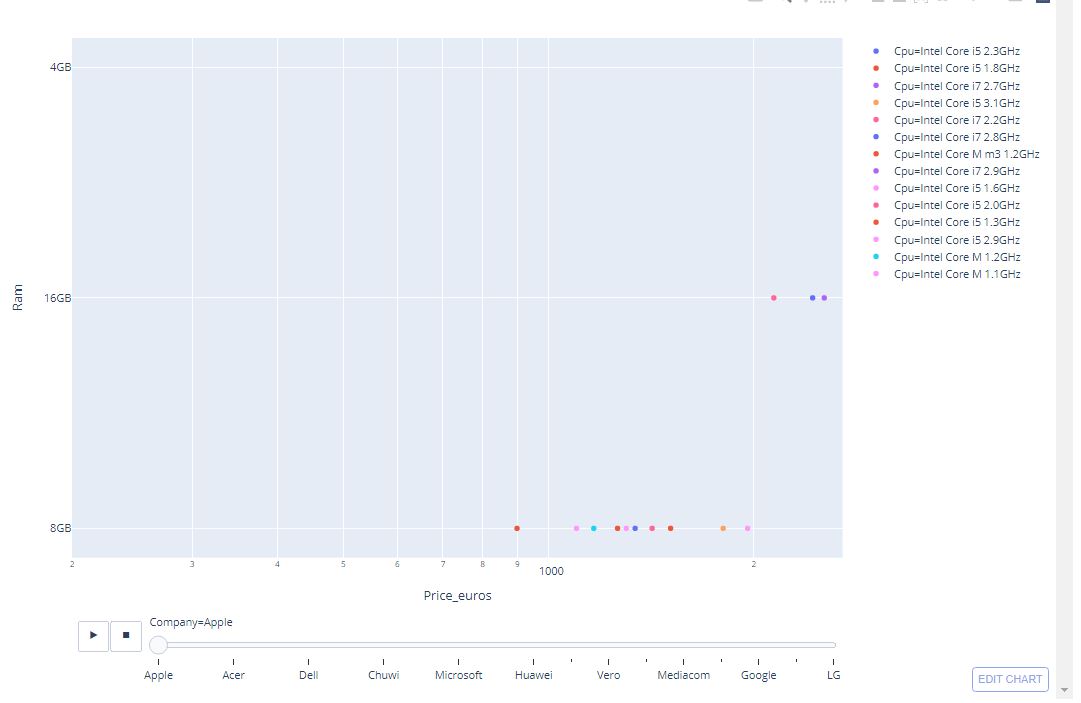 Cpu=Intel Core i5 2.3GHz
Cpu=Intel Core i5 1.8GHz
Cpu=Intel Core i7 2.7GHz
Cpu=Intel Core i5 3.1GHz
Cpu=Intel Core i7 2.2GHz
Cpu=Intel Core i7 2.8GHz
Cpu=Intel Core M m3 1.2GHz
Cpu=Intel Core i7 2.9GHz
Cpu=Intel Core i5 1.6GHz
Cpu=Intel Core i5 2.0GHz
Cpu=Intel Core i5 1.3GHz
Cpu=Intel Core i5 2.9GHz
Cpu=Intel Core M 1.2GHz
Cpu=Intel Core M 1.1GHz
4GB
16GB
8GB
Ram
2 3 4 5 6 7 8 9 1000 2
Price_euros
Company=Apple
Apple Acer Dell Chuwi Microsoft Huawei Vero Mediacom Google LG
EDIT CHART